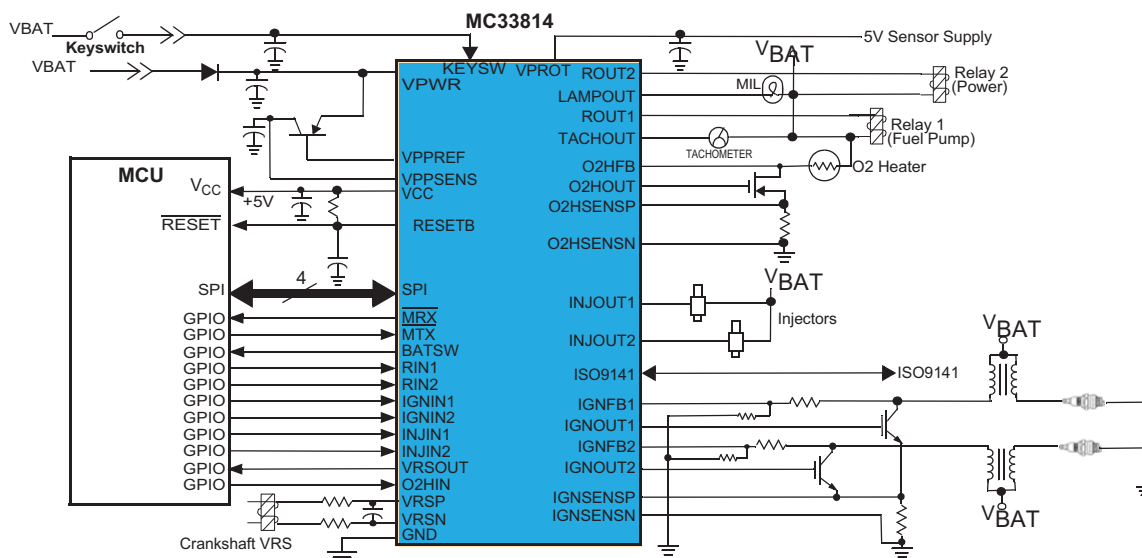 MC33814
VBAT
Keyswitch
VBAT
5V Sensor Supply
KEYSW
VPROT
VPWR
VPPREF
VPPSENS
VCC
RESETB
SPI
MRX
MTX
BATSW
RIN1
RIN2
IGNIN1
IGNIN2
INJIN1
INJIN2
VRSOUT
O2HIN
VRSP
VRSN
GND
ROUT2
LAMPOUT
ROUT1
TACHOUT
O2HFB
O2HOUT
O2HSENSP
O2HSENSN
INJOUT1
INJOUT2
ISO9141
IGNFB1
IGNOUT1
IGNFB2
IGNOUT2
IGNSENSP
IGNSENSN
MCU
VCC
+5V
RESET
SPI
4
GPIO
GPIO
GPIO
GPIO
GPIO
GPIO
GPIO
GPIO
GPIO
GPIO
GPIO
Crankshaft VRS
VBAT
MIL
Relay 2
(Power)
Relay 1
(Fuel Pump)
TACHOMETER
O2 Heater
VBAT
Injectors
ISO9141
VBAT
VBAT